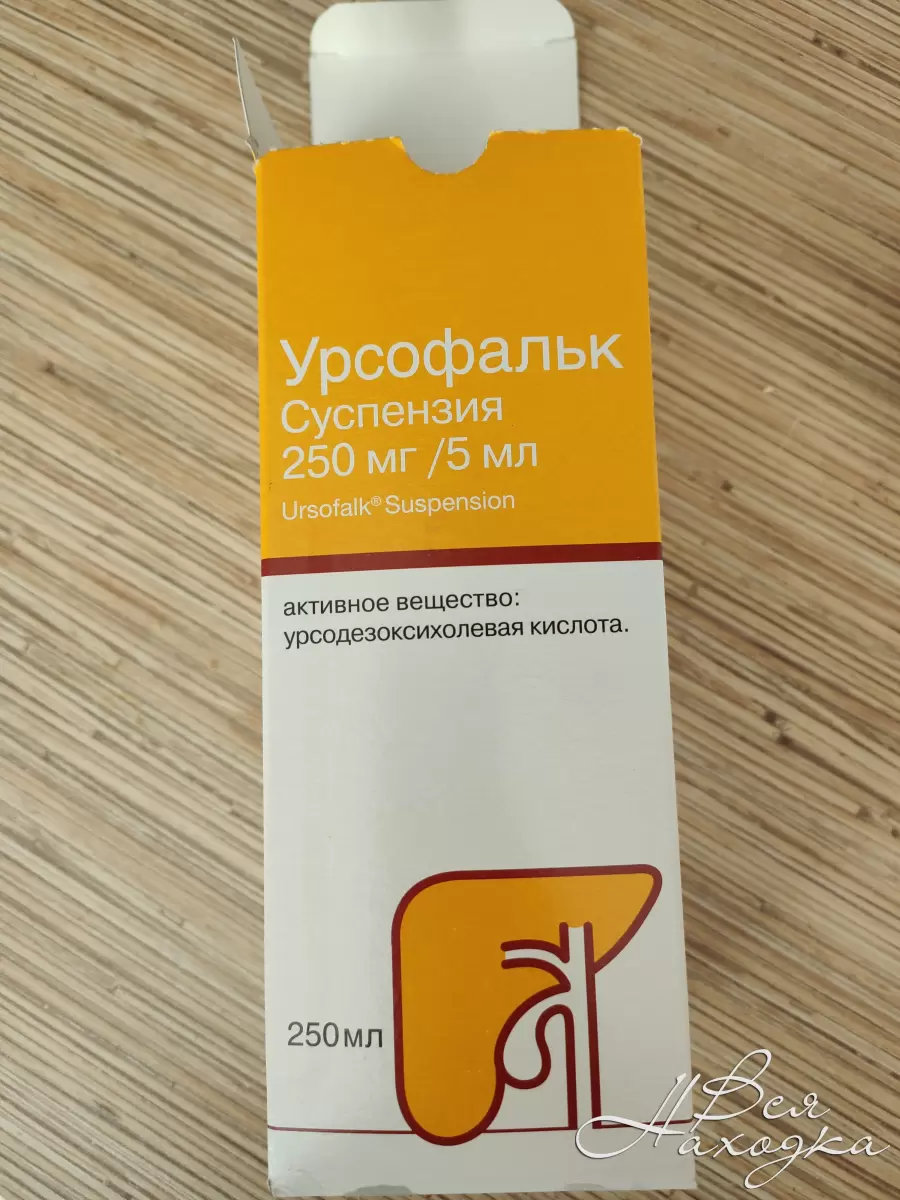 Урсофальк
Суспензия
250 мг /5 мл
Ursofalk® Suspension
активное вещество:
урсодезоксихолевая кислота.
250мл
Вся
Находка